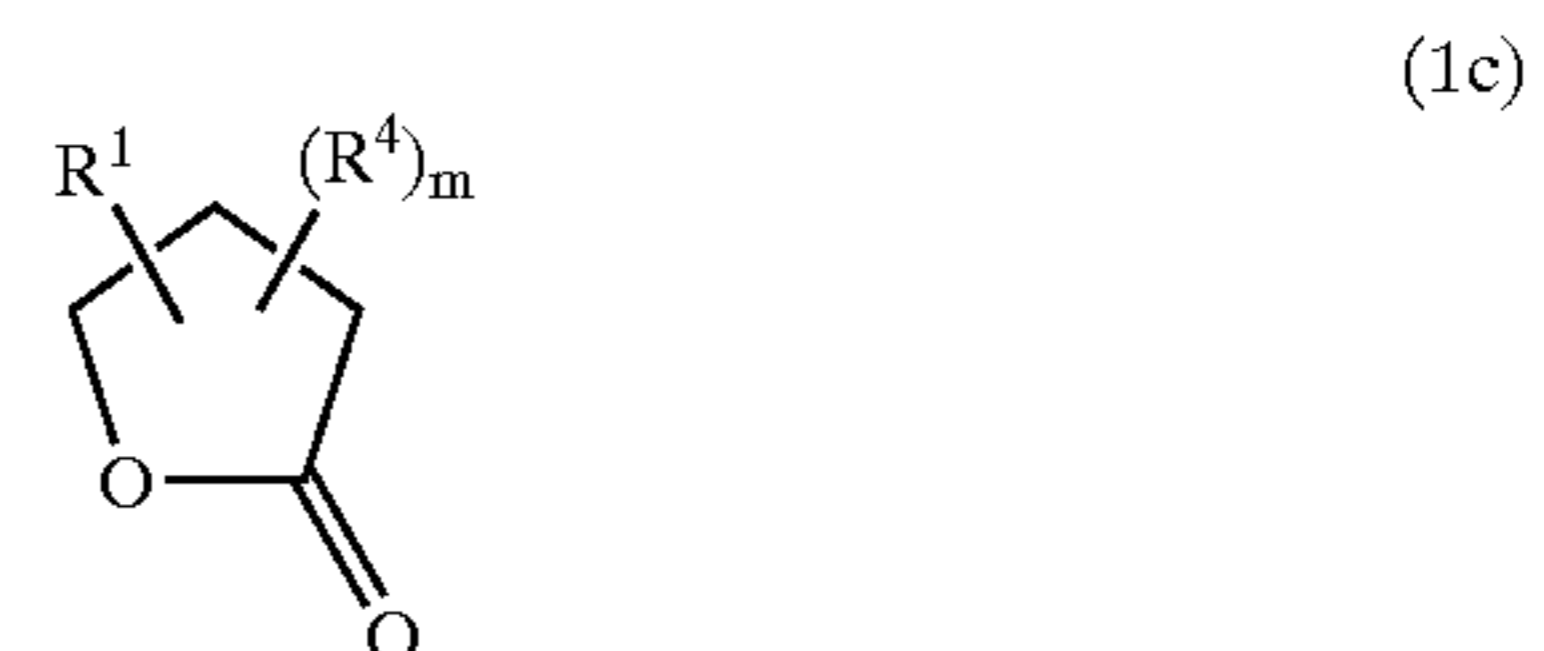 (1c)
R¹ (R⁴)ₘ
O
O